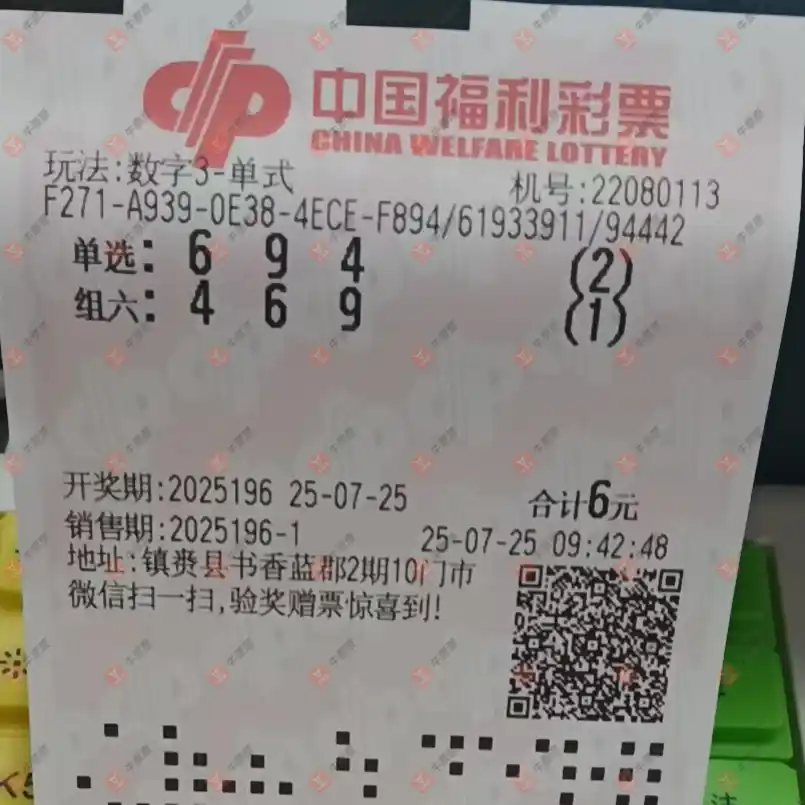 中国福利彩票
CHINA WELFARE LOTTERY
玩法:数字3-单式 机号:22080113
F271-A939-0E38-4ECE-F894/61933911/94442
单选: 6 9 4 (2)
组六: 4 6 9 (1)
开奖期:2025196 25-07-25 合计6元
销售期:2025196-1 25-07-25 09:42:48
地址:镇赉县书香蓝郡2期10门市
微信扫一扫,验奖赠票惊喜到!